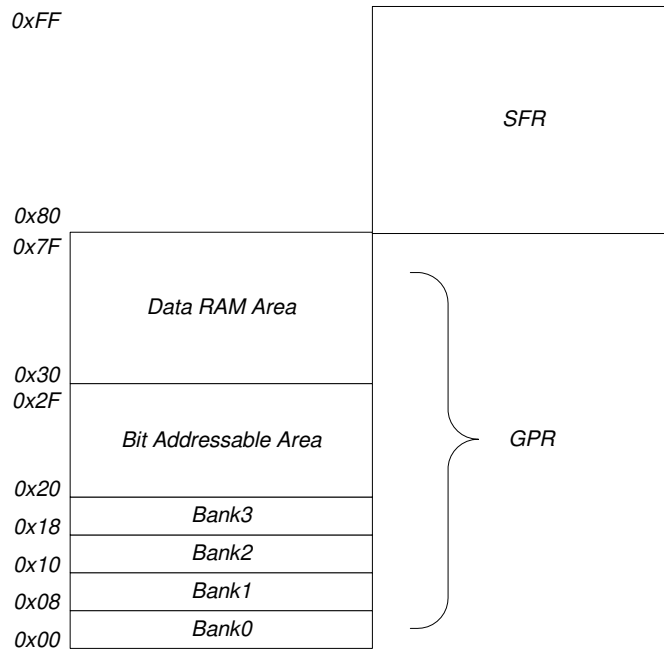 0xFF
SFR
0x80
0x7F
Data RAM Area
0x30
0x2F
Bit Addressable Area
GPR
0x20
Bank3
0x18
Bank2
0x10
Bank1
0x08
Bank0
0x00